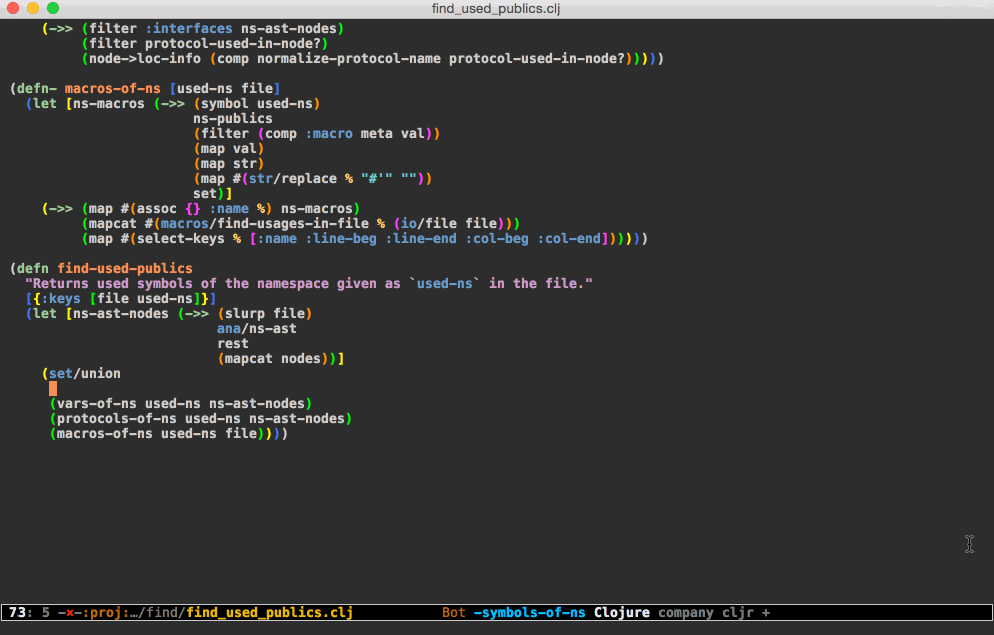 find_used_publics.clj
    (->> (filter :interfaces ns-ast-nodes)
         (filter protocol-used-in-node?)
         (node->loc-info (comp normalize-protocol-name protocol-used-in-node?)))))

(defn- macros-of-ns [used-ns file]
  (let [ns-macros (->> (symbol used-ns)
                       ns-publics
                       (filter (comp :macro meta val))
                       (map val)
                       (map str)
                       (map #(str/replace % "#'" ""))
                       set)]
    (->> (map #(assoc {} :name %) ns-macros)
         (mapcat #(macros/find-usages-in-file % (io/file file)))
         (map #(select-keys % [:name :line-beg :line-end :col-beg :col-end])))))

(defn find-used-publics
  "Returns used symbols of the namespace given as `used-ns` in the file."
  [{:keys [file used-ns]}]
  (let [ns-ast-nodes (->> (slurp file)
                          ana/ns-ast
                          rest
                          (mapcat nodes))]
    (set/union

     (vars-of-ns used-ns ns-ast-nodes)
     (protocols-of-ns used-ns ns-ast-nodes)
     (macros-of-ns used-ns file))))
73: 5 —×—:proj:…/find/find_used_publics.clj Bot -symbols-of-ns Clojure company cljr +